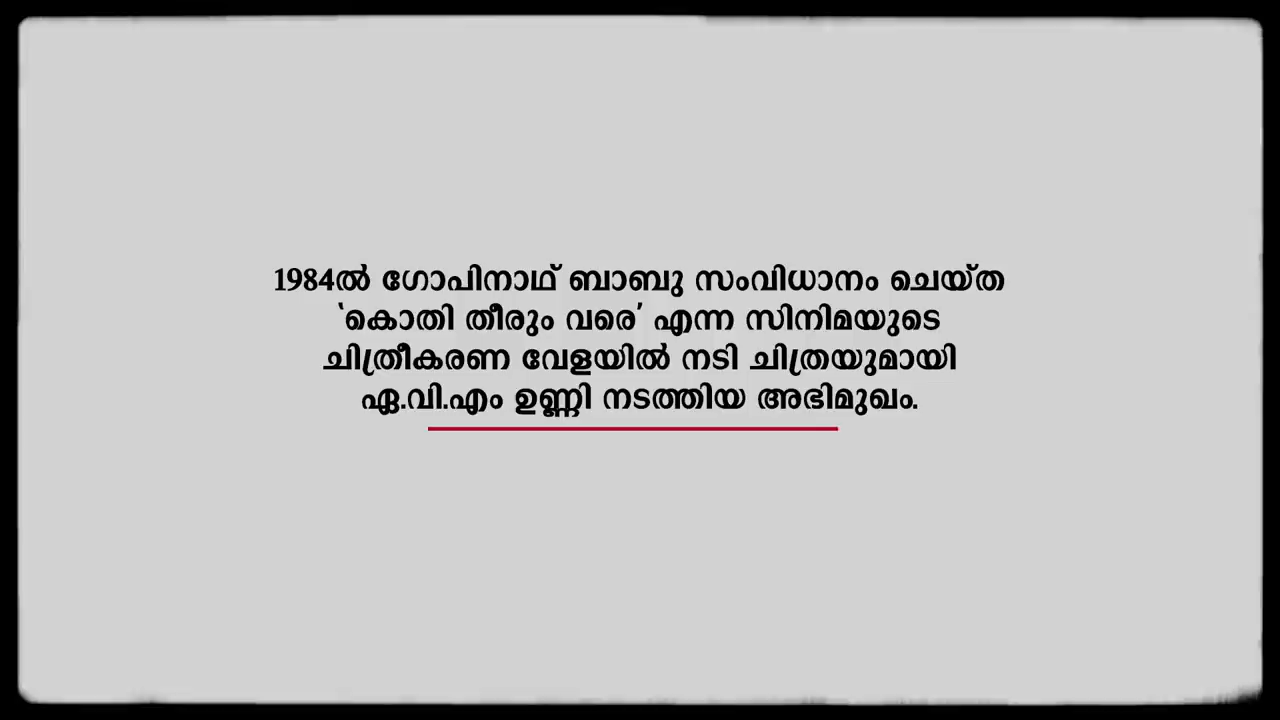 1984ൽ ഗോപിനാഥ് ബാബു സംവിധാനം ചെയ്ത
‘കൊതി തീരും വരെ’ എന്ന സിനിമയുടെ
ചിത്രീകരണ വേളയിൽ നടി ചിത്രയുമായി
ഏ.വി.എം ഉണ്ണി നടത്തിയ അഭിമുഖം.